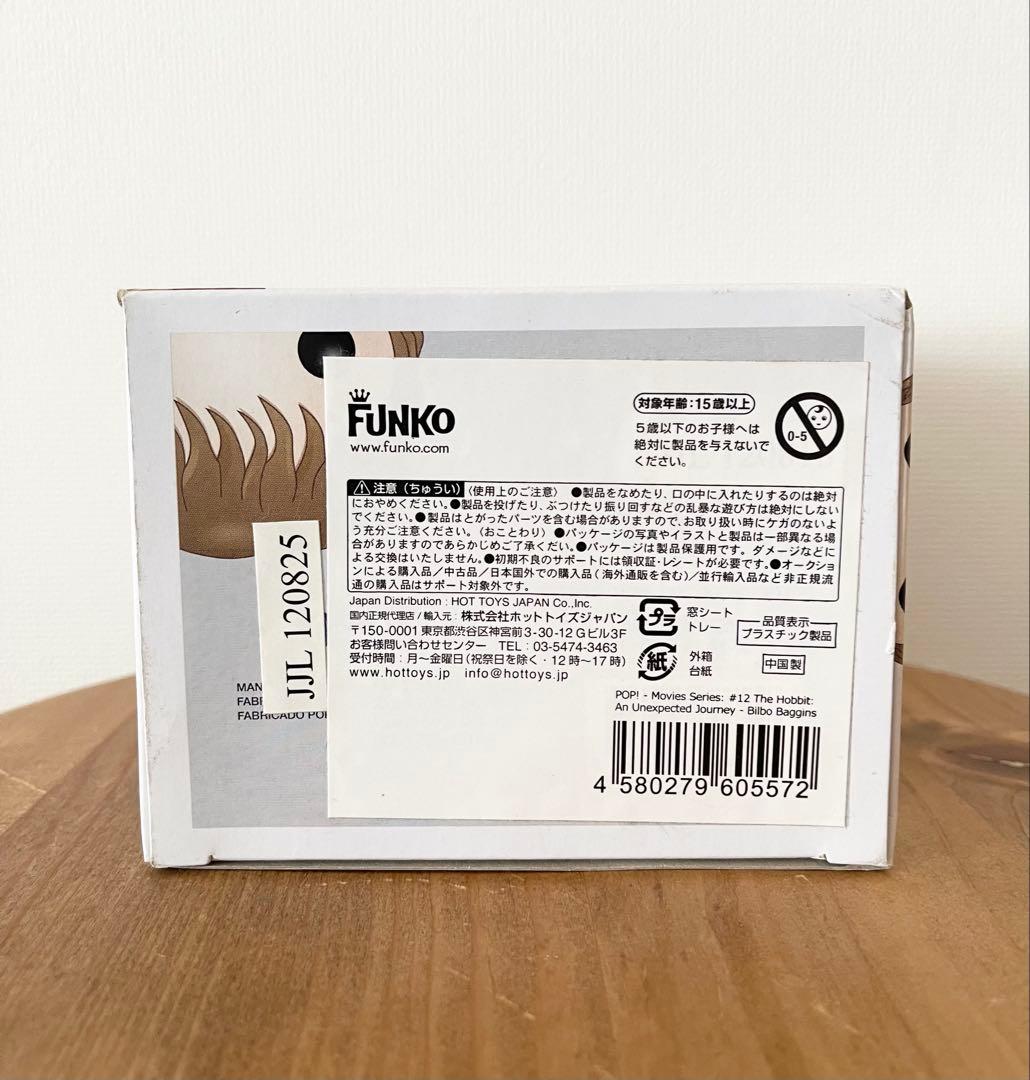 FUNKO
www.funko.com
対象年齢:15歳以上
5歳以下のお子様へは
絶対に製品を与えないで
ください。
0-5
注意(ちゅうい)〈使用上のご注意〉●製品をなめたり、口の中に入れたりするのは絶対
におやめください。●製品を投げたり、ぶつけたり振り回すなどの乱暴な遊び方は絶対にしない
でください。●製品はとがったパーツを含む場合がありますので、お取り扱い時にケガのないよ
う充分ご注意ください。〈おことわり〉●パッケージの写真やイラストと製品は一部異なる場
合がありますのであらかじめご了承くだい。●パッケージは製品保護用です。ダメージなどに
よる交換はいたしません。●初期不良のサポートには領収証・レシートが必要です。●オークショ
ンによる購入品/中古品/日本国外での購入品(海外通販を含む)/並行輸入品など非正規流
通の購入品はサポート対象外です。
Japan Distribution : HOT TOYS JAPAN Co.,Inc.
国内正規代理店/輸入元:株式会社ホットトイズジャパン
〒150-0001 東京都渋谷区神宮前3-30-12 Gビル3F
お客様問い合わせセンター TEL:03-5474-3463
受付時間:月〜金曜日(祝祭日を除く・12時〜17時)
www.hottoys.jp info@hottoys.jp
プラ
窓シート
トレー
紙
外箱
台紙
品質表示
プラスチック製品
中国製
POP! - Movies Series: #12 The Hobbit:
An Unexpected Journey - Bilbo Baggins
4 580279 605572
JJL 120825
MAN
FAB
FABRICADO PO